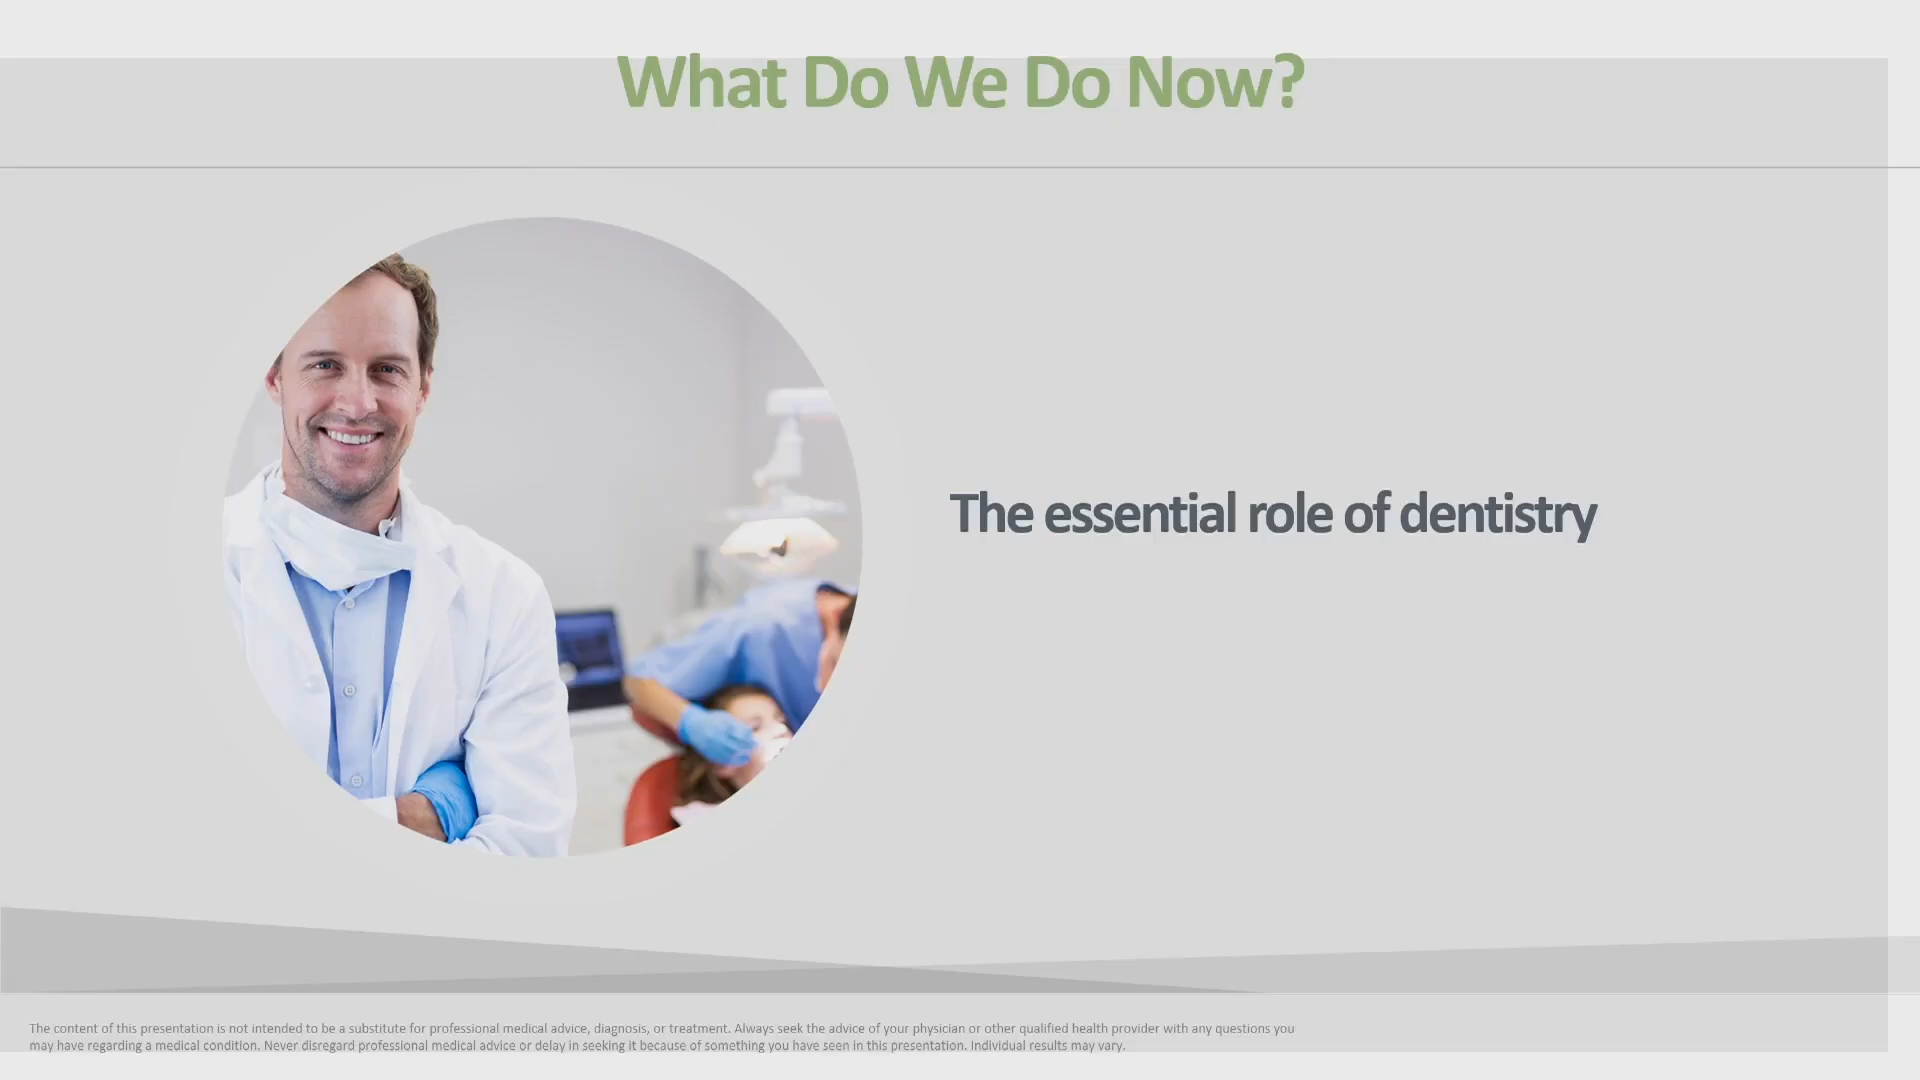 What Do We Do Now?
The essential role of dentistry
The content of this presentation is not intended to be a substitute for professional medical advice, diagnosis, or treatment. Always seek the advice of your physician or other qualified health provider with any questions you
may have regarding a medical condition. Never disregard professional medical advice or delay in seeking it because of something you have seen in this presentation. Individual results may vary.